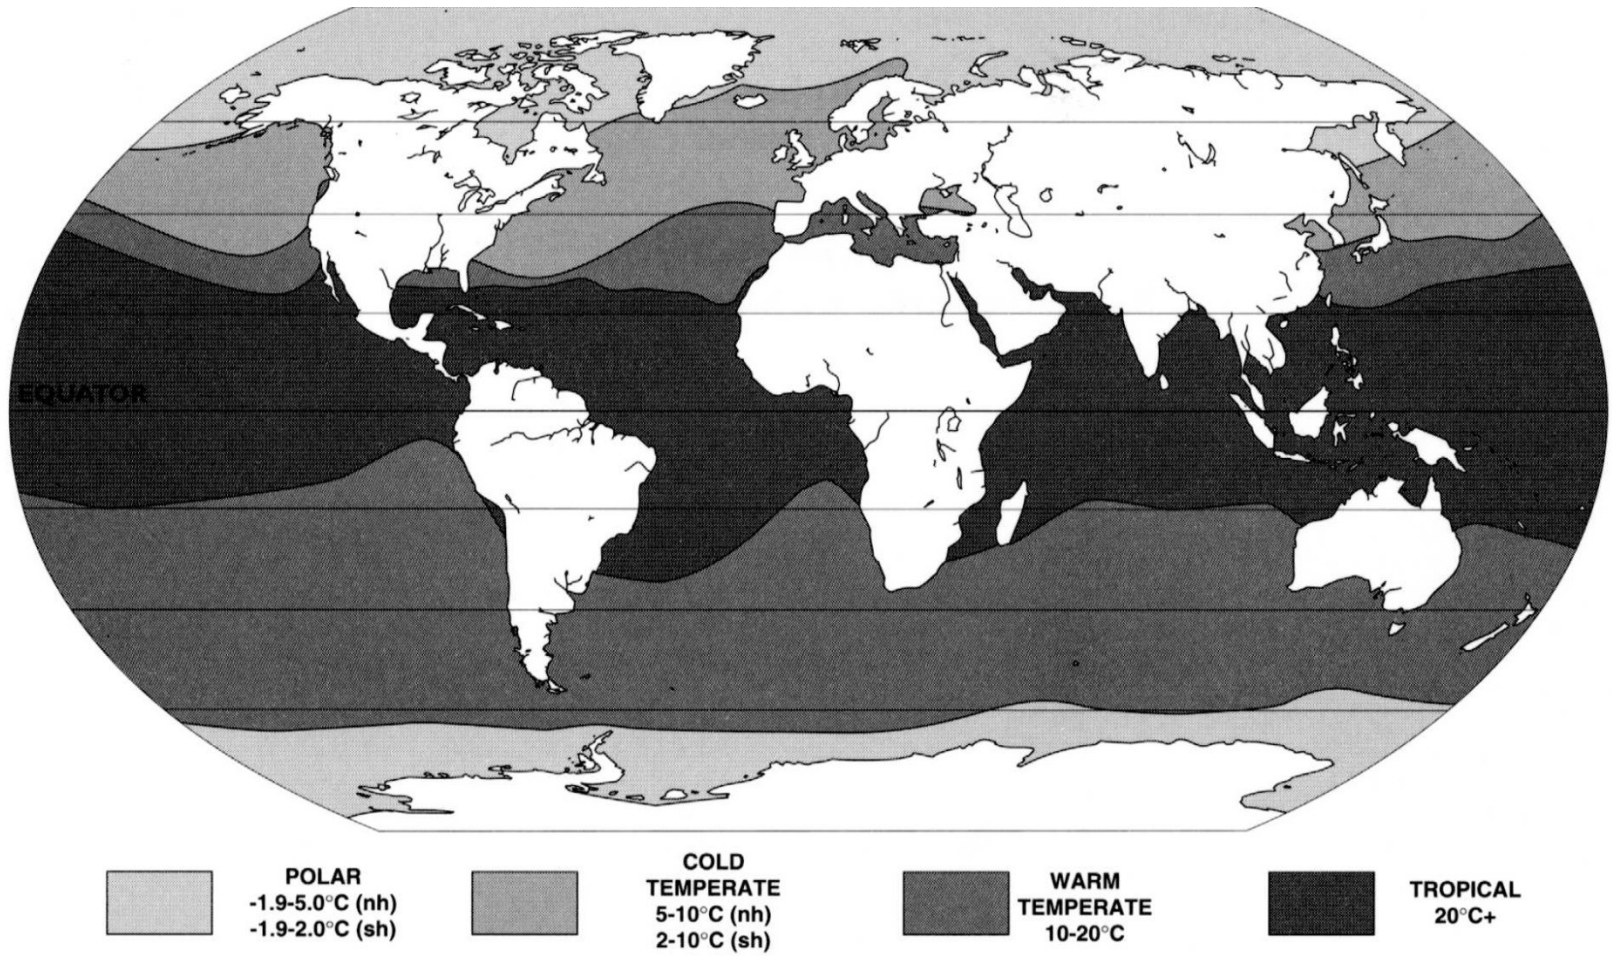 EQUATOR
POLAR
-1.9-5.0°C (nh)
-1.9-2.0°C (sh)
COLD
TEMPERATE
5-10°C (nh)
2-10°C (sh)
WARM
TEMPERATE
10-20°C
TROPICAL
20°C+